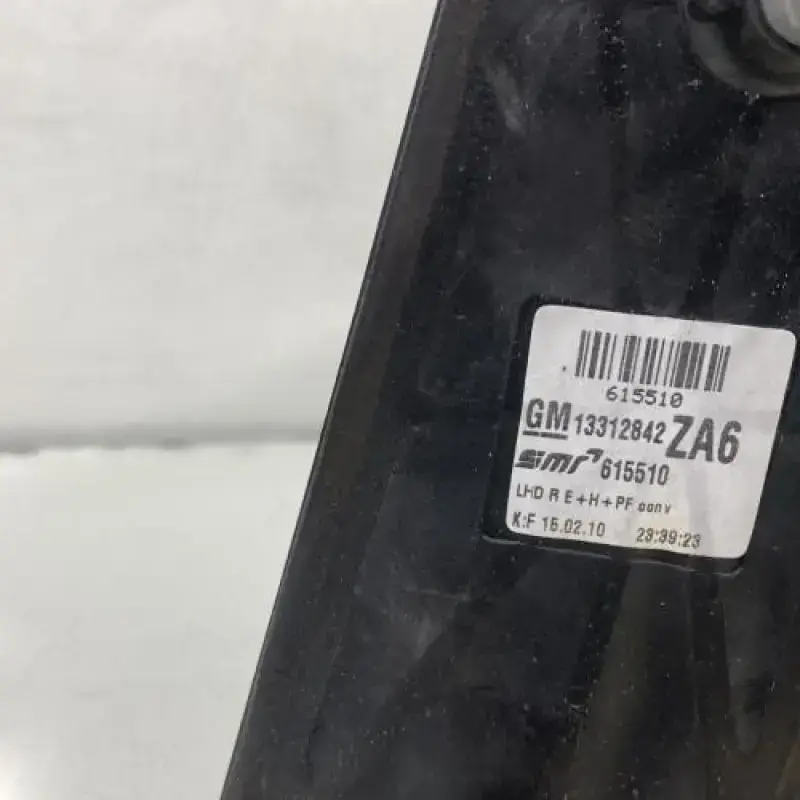 615510
GM 13312842 ZA6
smr 615510
LHD R E+H+PF conv
K:F 15.02.10 23:39:23